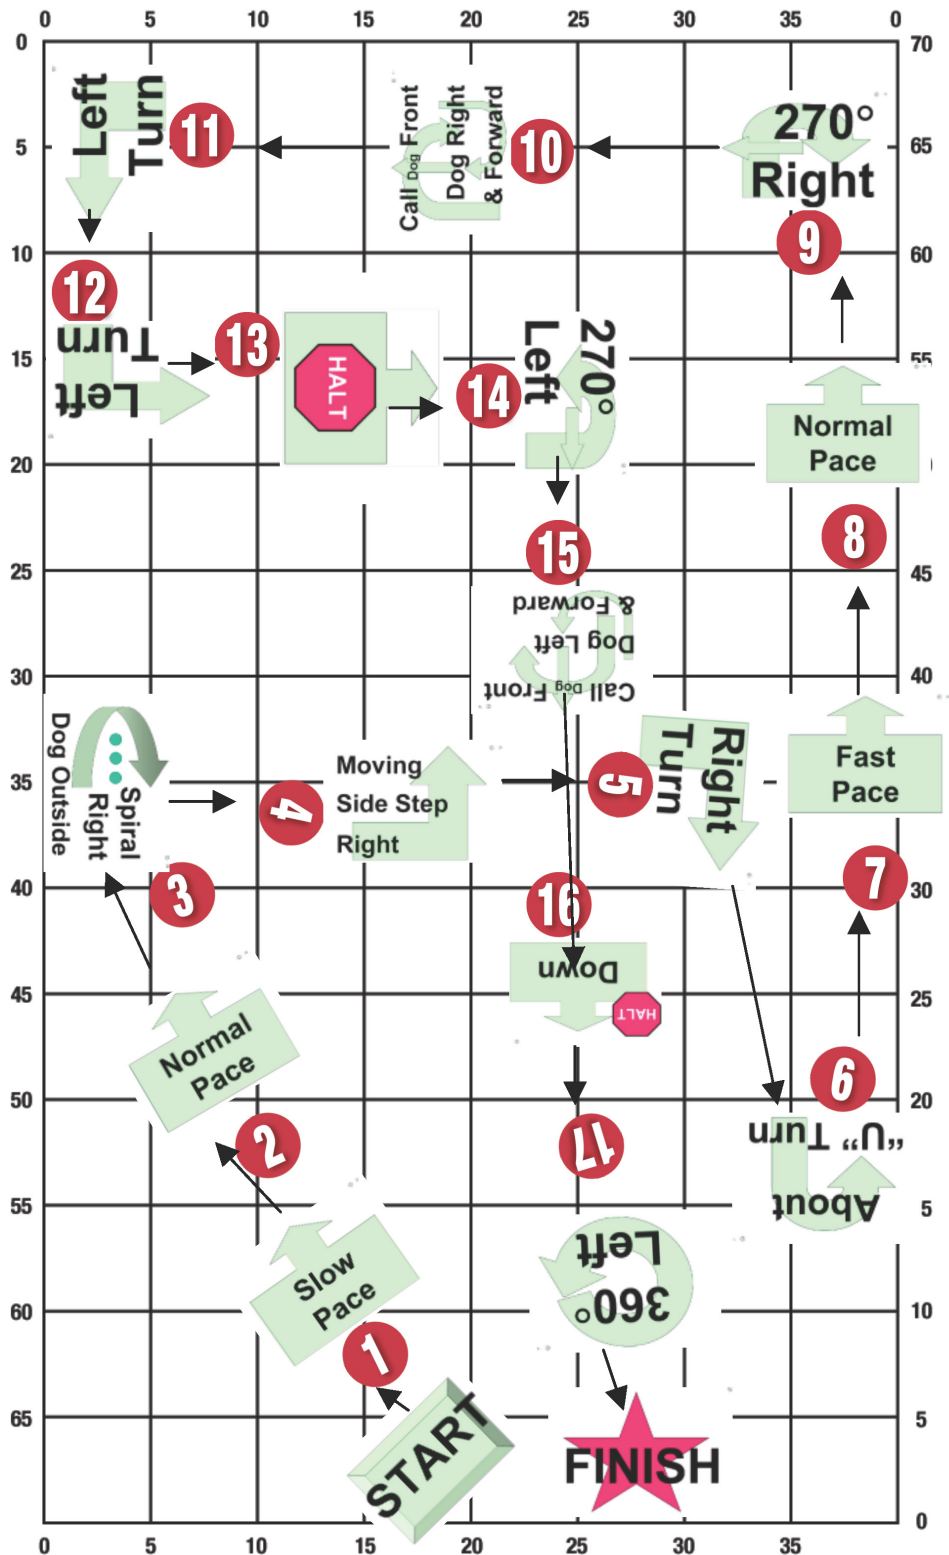 0 5 10 15 20 25 30 35 0
0 70
Left
Turn
11
Call Dog Front
Dog Right
& Forward
10
270°
Right
5 65
9
10 60
12
Left
Turn
13
HALT
14
270°
Left
15 55
Normal
Pace
20
8
15
25 45
Call Dog Front
Dog Left
& Forward
30 40
Spiral
Right
Dog Outside
4
Moving
Side Step
Right
5
Right
Turn
Fast
Pace
35
3
16
7
40 30
Down
HALT
45 25
Normal
Pace
6
50 20
2
17
About
"U" Turn
55 5
Slow
Pace
360°
Left
60 10
1
START
FINISH
65 5
0
0 5 10 15 20 25 30 35